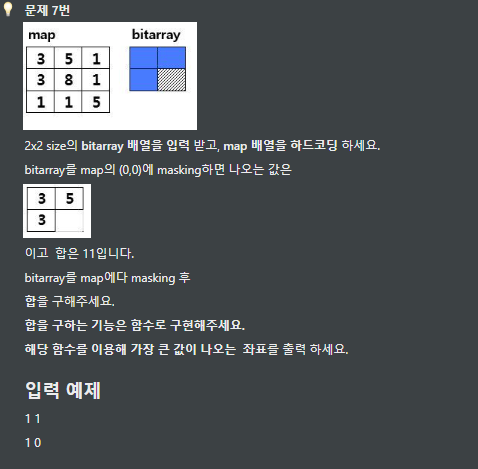 문제 7번
map bitarray
3 5 1
3 8 1
1 1 5
2x2 size의 bitarray 배열을 입력 받고, map 배열을 하드코딩 하세요.
bitarray를 map의 (0,0)에 masking하면 나오는 값은
3 5
3
이고 합은 11입니다.
bitarray를 map에다 masking 후
합을 구해주세요.
합을 구하는 기능은 함수로 구현해주세요.
해당 함수를 이용해 가장 큰 값이 나오는 좌표를 출력 하세요.
입력 예제
1 1
1 0